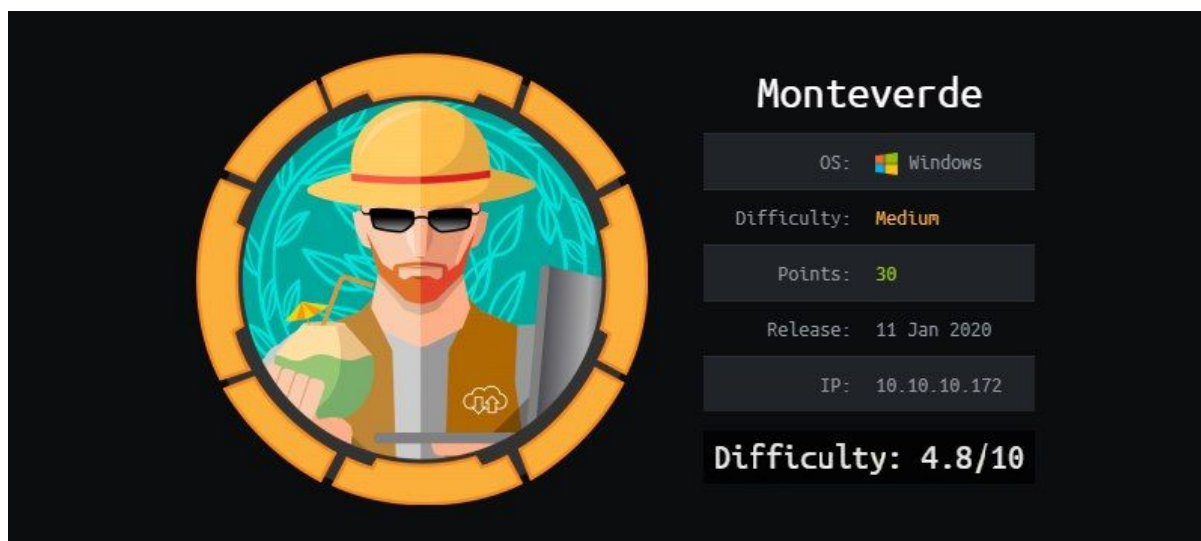 Monteverde
OS: Windows
Difficulty: Medium
Points: 30
Release: 11 Jan 2020
IP: 10.10.10.172
Difficulty: 4.8/10